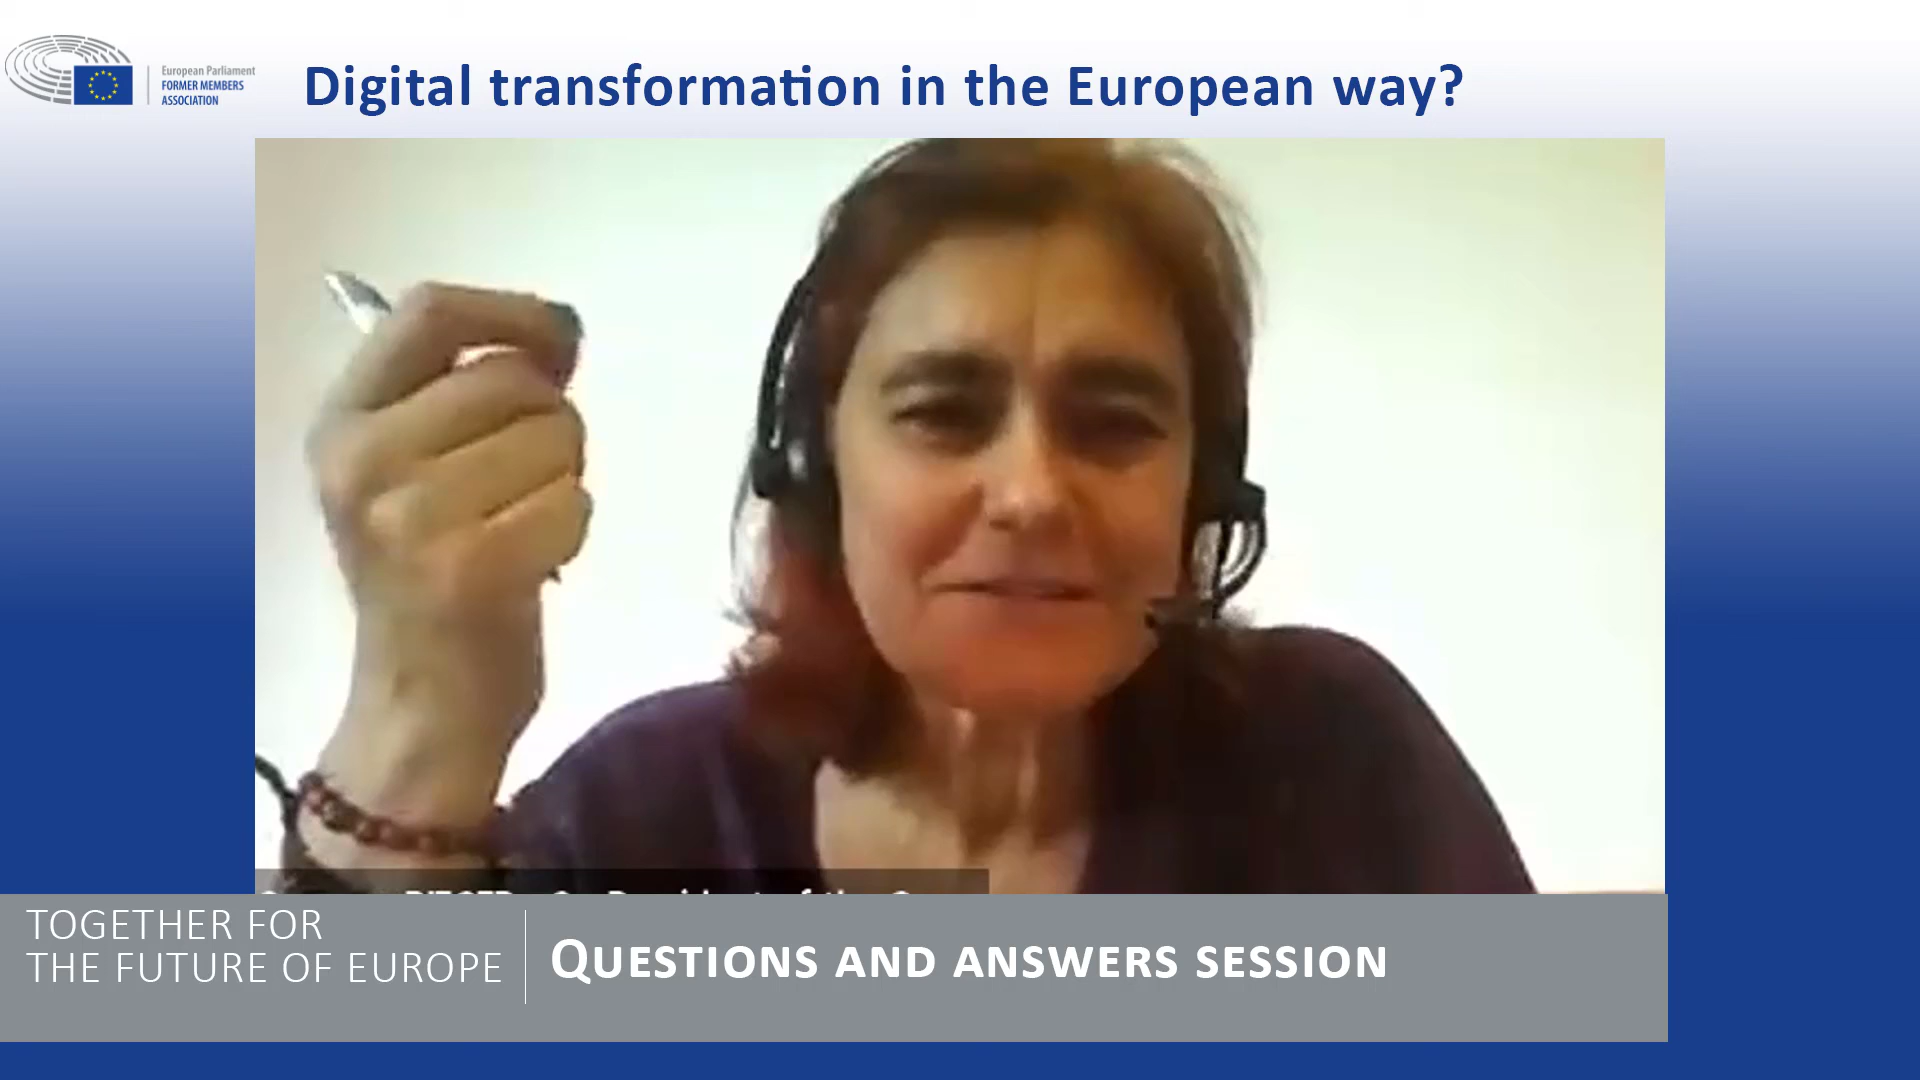 European Parliament
FORMER MEMBERS
ASSOCIATION
Digital transformation in the European way?
TOGETHER FOR
THE FUTURE OF EUROPE
QUESTIONS AND ANSWERS SESSION